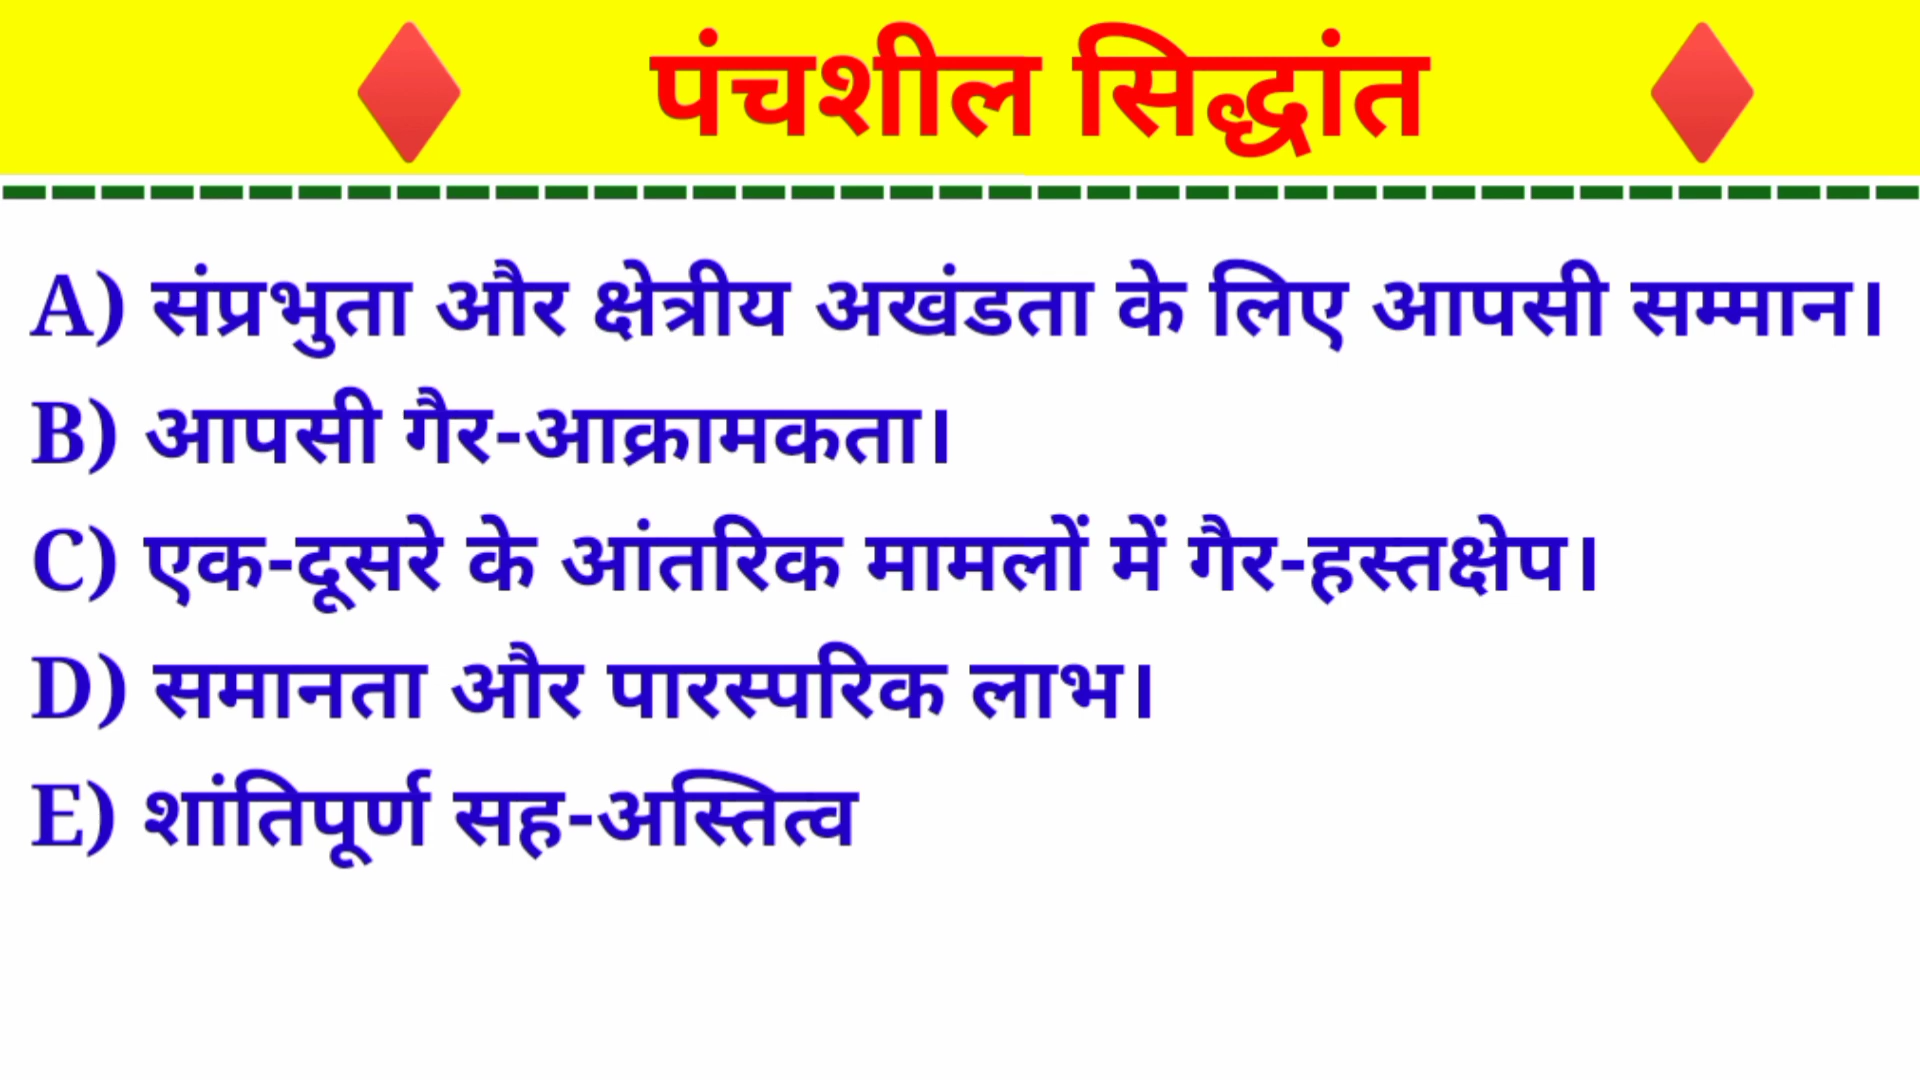 पंचशील सिद्धांत
A) संप्रभुता और क्षेत्रीय अखंडता के लिए आपसी सम्मान।
B) आपसी गैर-आक्रामकता।
C) एक-दूसरे के आंतरिक मामलों में गैर-हस्तक्षेप।
D) समानता और पारस्परिक लाभ।
E) शांतिपूर्ण सह-अस्तित्व